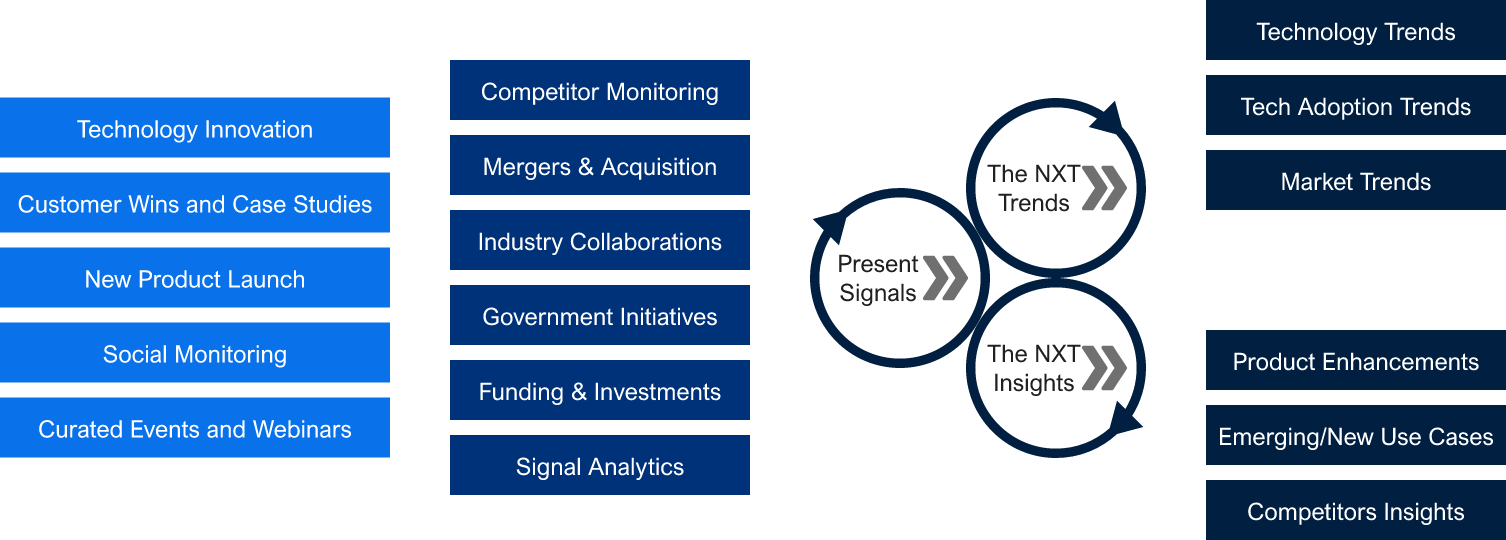 Technology Innovation
Customer Wins and Case Studies
New Product Launch
Social Monitoring
Curated Events and Webinars
Competitor Monitoring
Mergers & Acquisition
Industry Collaborations
Government Initiatives
Funding & Investments
Signal Analytics
Present
Signals
The NXT
Trends
The NXT
Insights
Technology Trends
Tech Adoption Trends
Market Trends
Product Enhancements
Emerging/New Use Cases
Competitors Insights